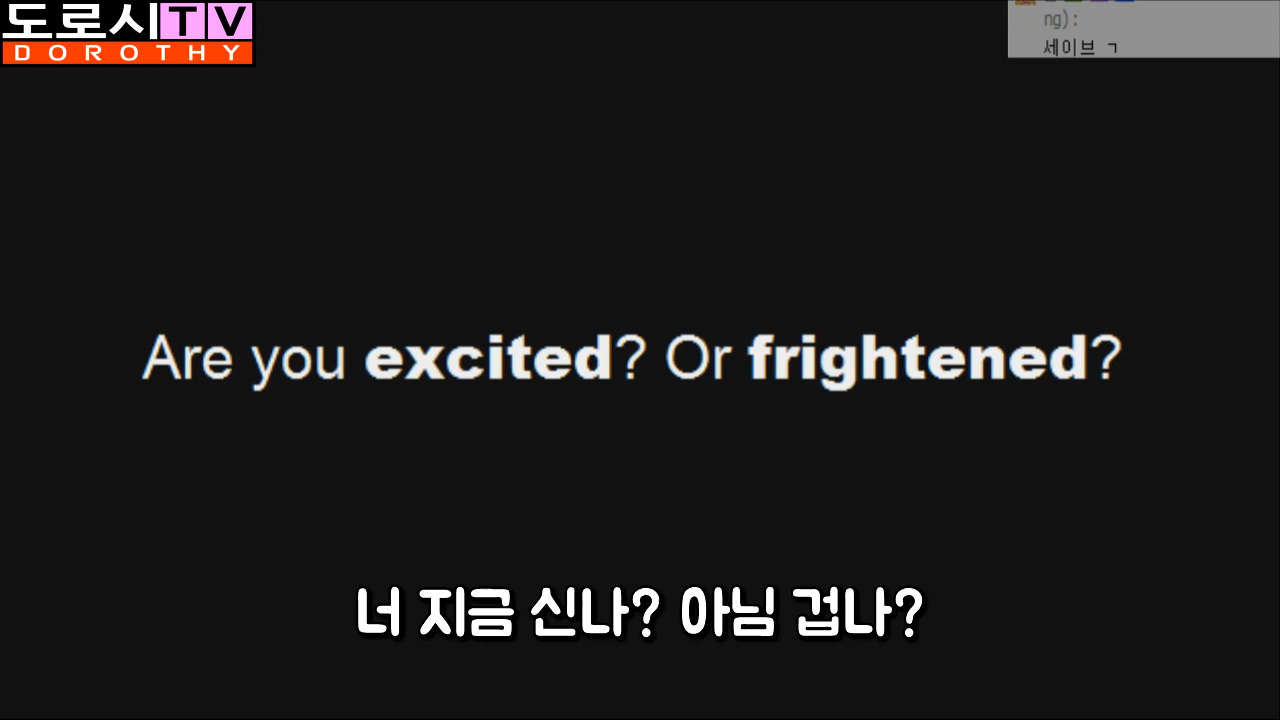 도로시TV
DOROTHY
ng):
세이브 ㄱ
Are you excited? Or frightened?
너 지금 신나? 아님 겁나?